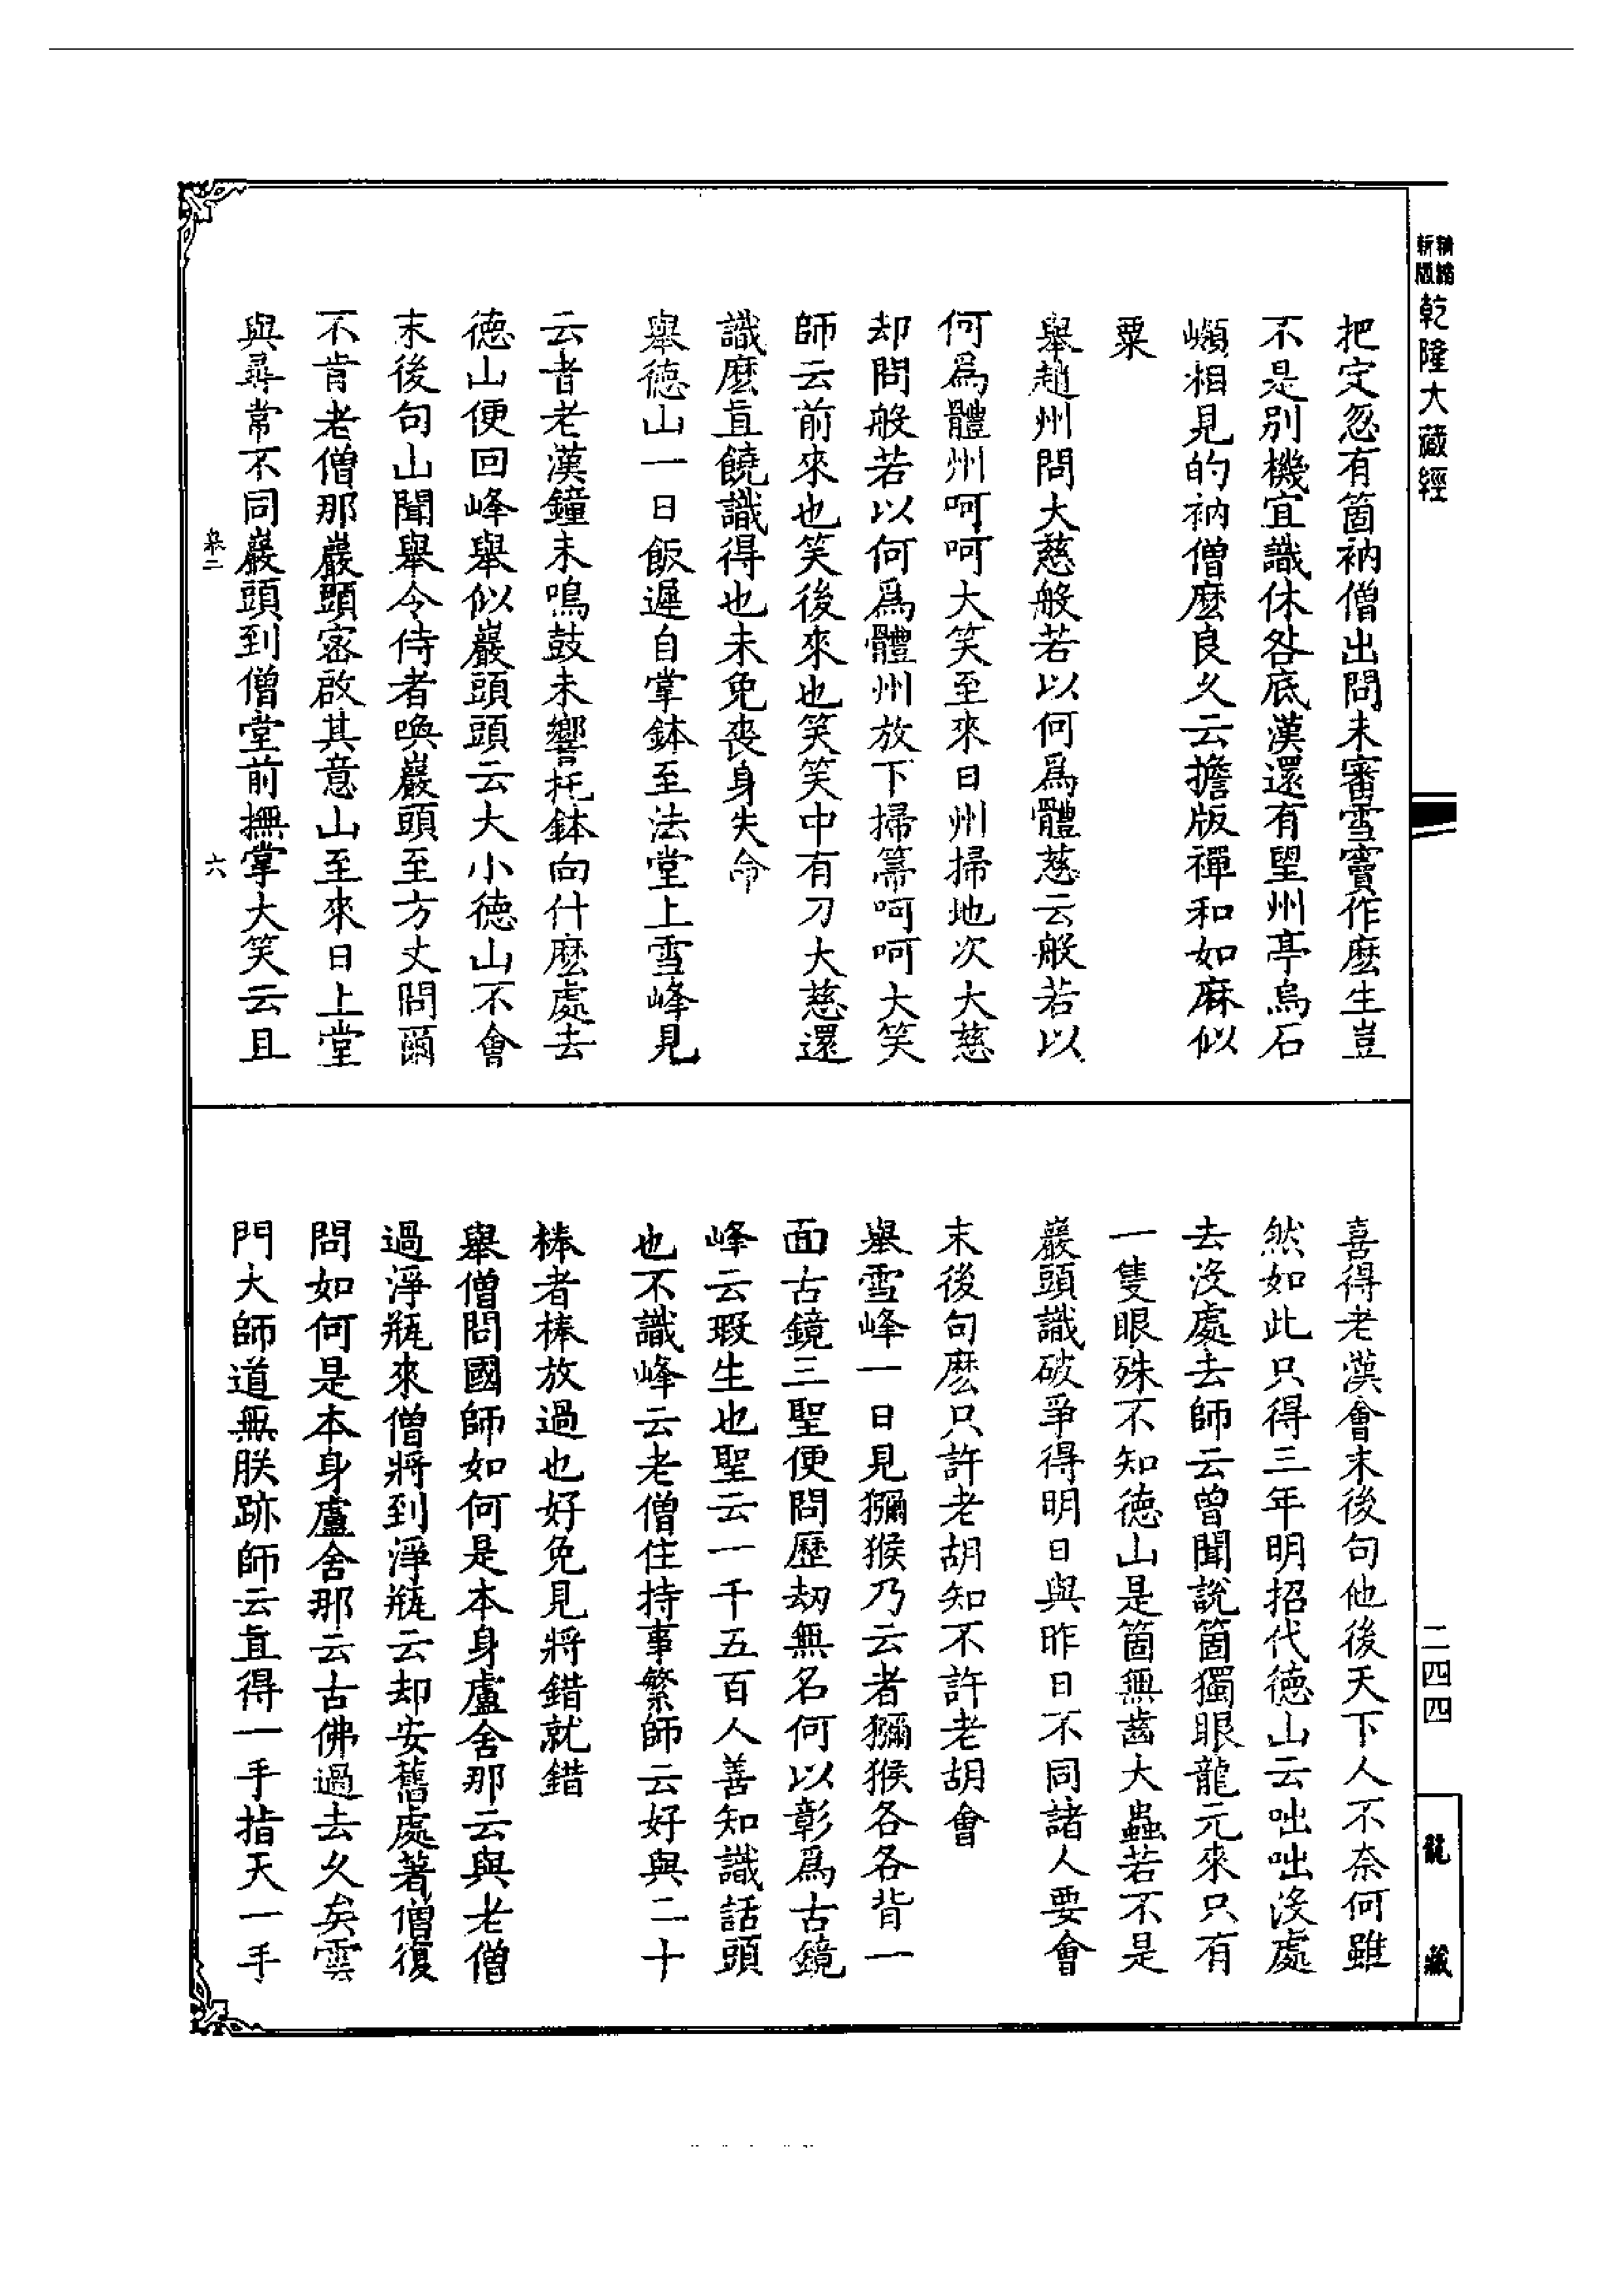 精縮
新版
乾隆大藏經
把定忽有箇衲僧出問未審雪竇作麽生豈
不是別機宜識休咎底漢還有望州亭烏石
嶺相見的衲僧麽良久云擔版禪和如麻似
粟
舉趙州問大慈般若以何爲體慈云般若以
何爲體州呵呵大笑至來日州掃地次大慈
却問般若以何爲體州放下掃箒呵呵大笑
師云前來也笑後來也笑笑中有刀大慈還
識麽直饒識得也未免喪身失命
舉德山一日飯遲自掌鉢至法堂上雪峰見
云者老漢鐘未鳴鼓未響托鉢向什麽處去
德山便回峰舉似巖頭頭云大小德山不會
末後句山聞舉令侍者喚巖頭至方丈問爾
不肯老僧那巖頭密啟其意山至來日上堂
與尋常不同巖頭到僧堂前撫掌大笑云且
六
喜得老漢會末後句他後天下人不柰何雖
然如此只得三年明招代德山云咄咄沒處
去沒處去師云曾聞說箇獨眼龍元來只有
一隻眼殊不知德山是箇無齒大蟲若不是
巖頭識破爭得明日與昨日不同諸人要會
末後句麽只許老胡知不許老胡會
舉雪峰一日見獼猴乃云者獼猴各各背一
面古鏡三聖便問歷劫無名何以彰爲古鏡
峰云瑕生也聖云一千五百人善知識話頭
也不識峰云老僧住持事繁師云好與二十
棒者棒放過也好免見將錯就錯
舉僧問國師如何是本身盧舍那云與老僧
過淨瓶來僧將到淨瓶云却安舊處著僧復
問如何是本身盧舍那云古佛過去久矣雲
門大師道無朕跡師云直得一手指天一手
二四四
龍藏